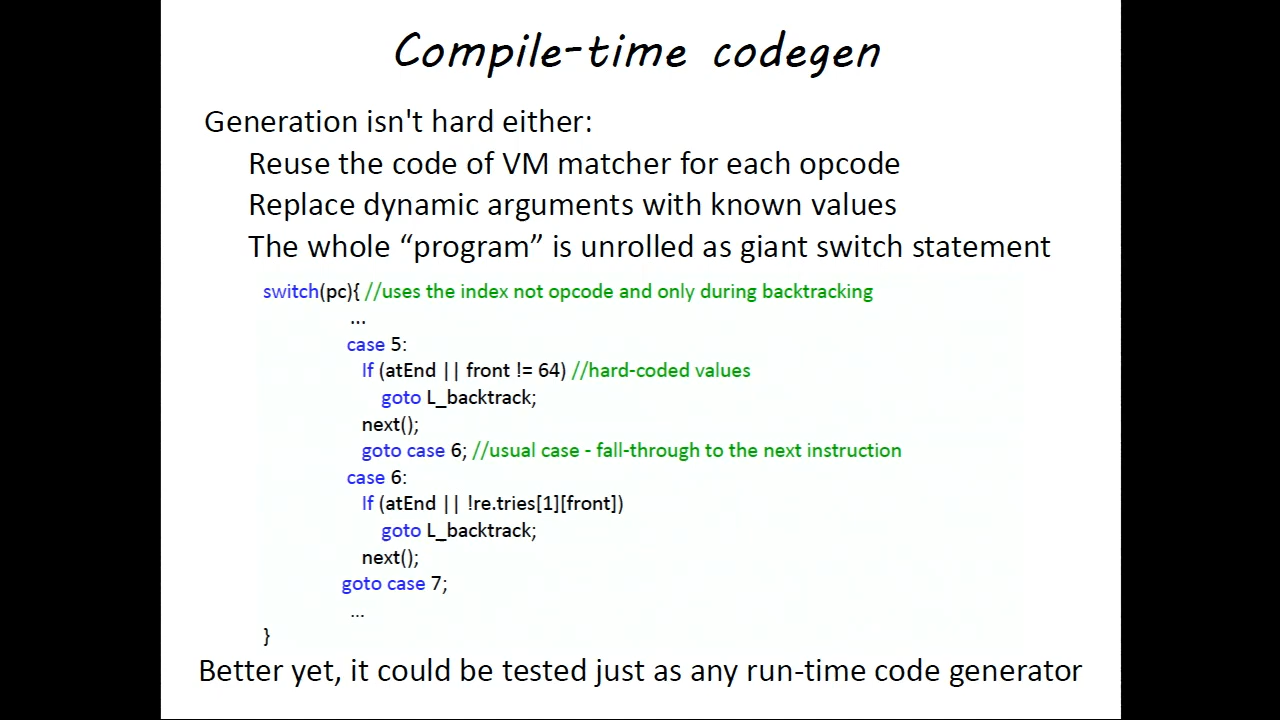 Compile-time codegen
Generation isn't hard either:
Reuse the code of VM matcher for each opcode
Replace dynamic arguments with known values
The whole “program” is unrolled as giant switch statement
switch(pc){ //uses the index not opcode and only during backtracking
...
case 5:
If (atEnd || front != 64) //hard-coded values
goto L_backtrack;
next();
goto case 6; //usual case - fall-through to the next instruction
case 6:
If (atEnd || !re.tries[1][front])
goto L_backtrack;
next();
goto case 7;
...
}
Better yet, it could be tested just as any run-time code generator